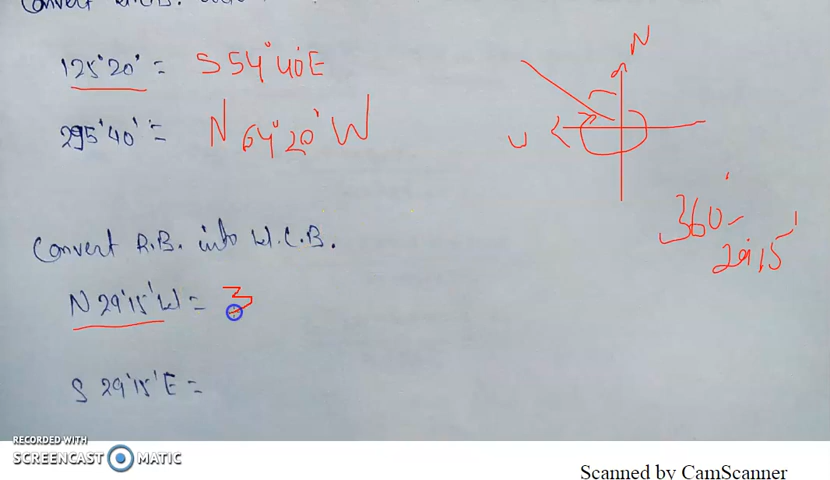 Convert
125°20' = S 54°40' E
295°40' = N 64°20' W
N
W
360° -
29°15'
Convert R.B. into W.C.B.
N 29°15' W = 3
S 29°15' E =
RECORDED WITH
SCREENCAST MATIC
Scanned by CamScanner